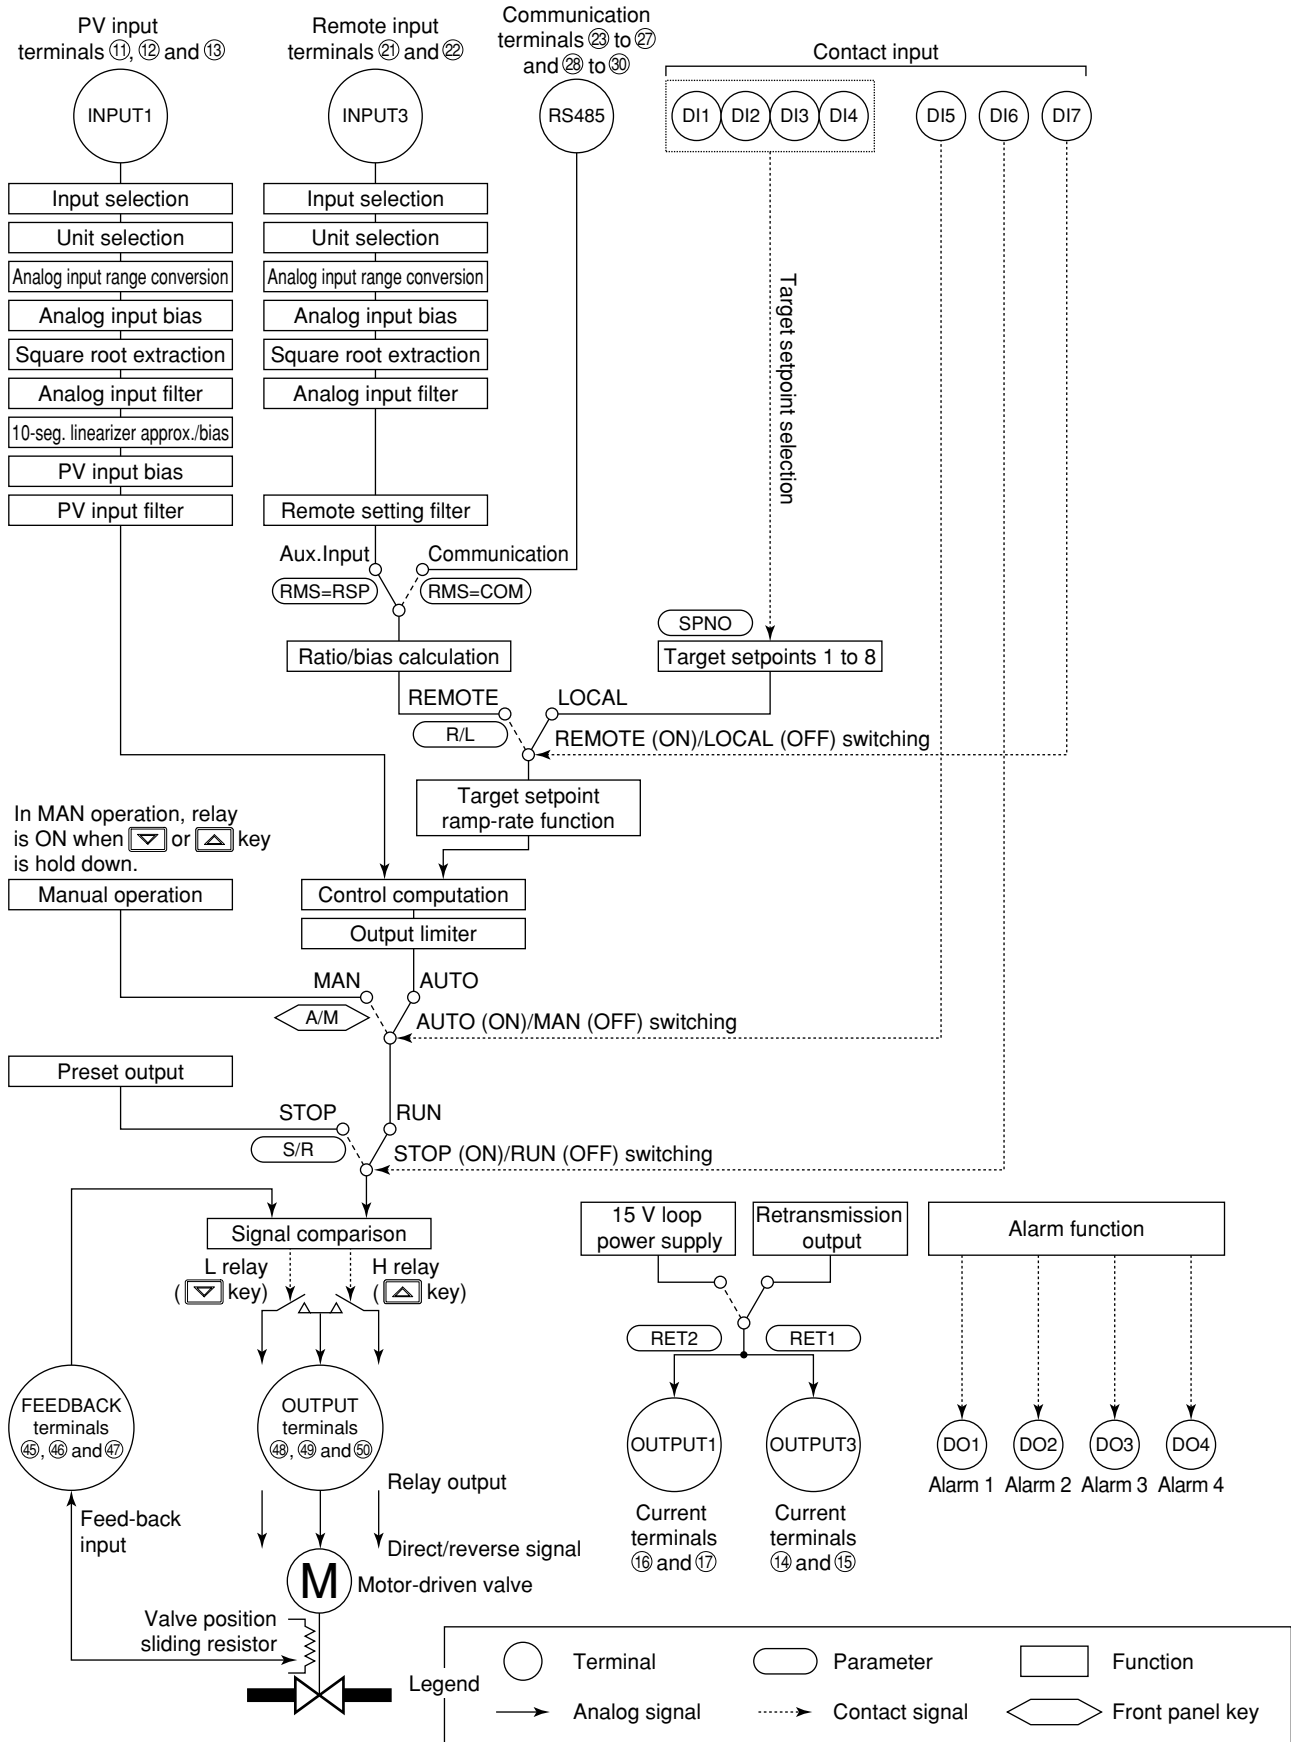 PV input
terminals ⑪, ⑫ and ⑬
Remote input
terminals ㉑ and ㉒
Communication
terminals ㉓ to ㉗
and ㉘ to ㉚
Contact input
INPUT1
INPUT3
RS485
DI1
DI2
DI3
DI4
DI5
DI6
DI7
Input selection
Unit selection
Analog input range conversion
Analog input bias
Square root extraction
Analog input filter
10-seg. linearizer approx./bias
PV input bias
PV input filter
Input selection
Unit selection
Analog input range conversion
Analog input bias
Square root extraction
Analog input filter
Remote setting filter
Target setpoint selection
Aux.Input
Communication
RMS=RSP
RMS=COM
SPNO
Ratio/bias calculation
Target setpoints 1 to 8
REMOTE
LOCAL
R/L
REMOTE (ON)/LOCAL (OFF) switching
Target setpoint
ramp-rate function
In MAN operation, relay
is ON when ▽ or △ key
is hold down.
Manual operation
Control computation
Output limiter
MAN
AUTO
A/M
AUTO (ON)/MAN (OFF) switching
Preset output
STOP
RUN
S/R
STOP (ON)/RUN (OFF) switching
Signal comparison
L relay
(▽ key)
H relay
(△ key)
15 V loop
power supply
Retransmission
output
Alarm function
RET2
RET1
FEEDBACK
terminals
㊺, ㊻ and ㊼
OUTPUT
terminals
㊽, ㊾ and ㊿
OUTPUT1
OUTPUT3
DO1
DO2
DO3
DO4
Alarm 1
Alarm 2
Alarm 3
Alarm 4
Relay output
Current
terminals
⑯ and ⑰
Current
terminals
⑭ and ⑮
Feed-back
input
Direct/reverse signal
M
Motor-driven valve
Valve position
sliding resistor
Legend
Terminal
Parameter
Function
Analog signal
Contact signal
Front panel key